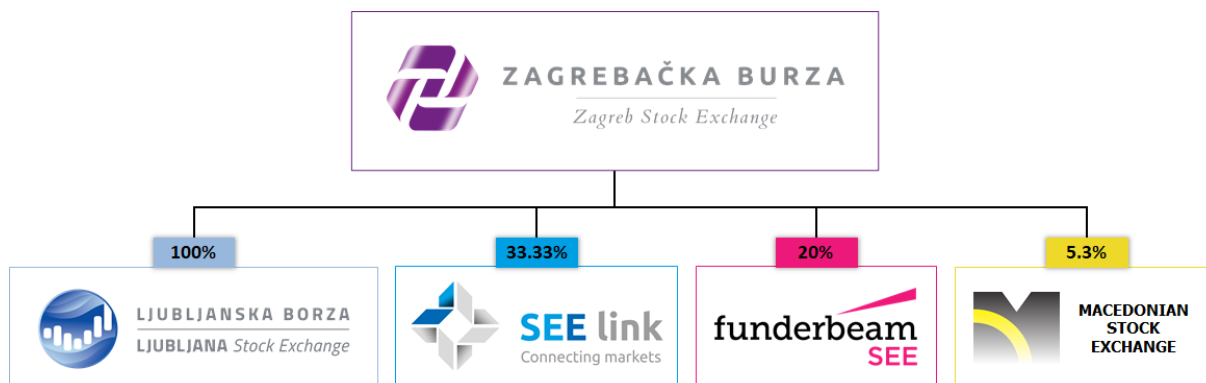 ZAGREBAČKA BURZA
Zagreb Stock Exchange
100%
33.33%
20%
5.3%
LJUBLJANSKA BORZA
LJUBLJANA Stock Exchange
SEE link
Connecting markets
funderbeam
SEE
MACEDONIAN
STOCK
EXCHANGE